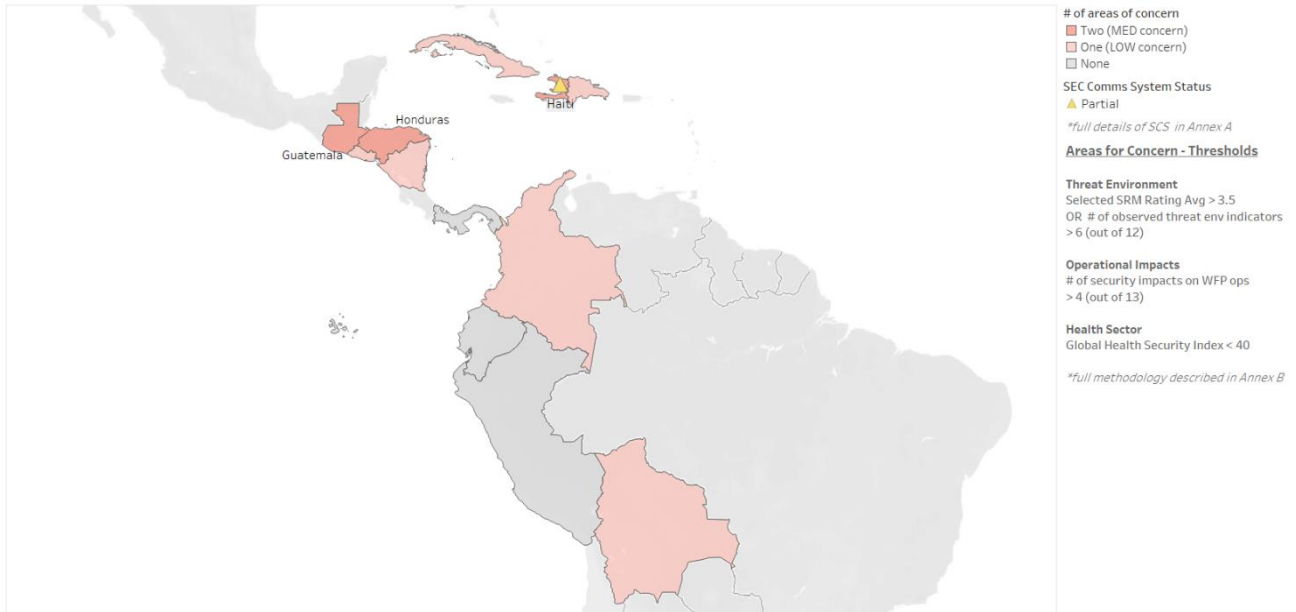 # of areas of concern
Two (MED concern)
One (LOW concern)
None
SEC Comms System Status
Partial
*full details of SCS in Annex A
Areas for Concern - Thresholds
Threat Environment
Selected SRM Rating Avg > 3.5
OR # of observed threat env indicators
> 6 (out of 12)
Operational Impacts
# of security impacts on WFP ops
> 4 (out of 13)
Health Sector
Global Health Security Index < 40
*full methodology described in Annex B
Haiti
Honduras
Guatemala